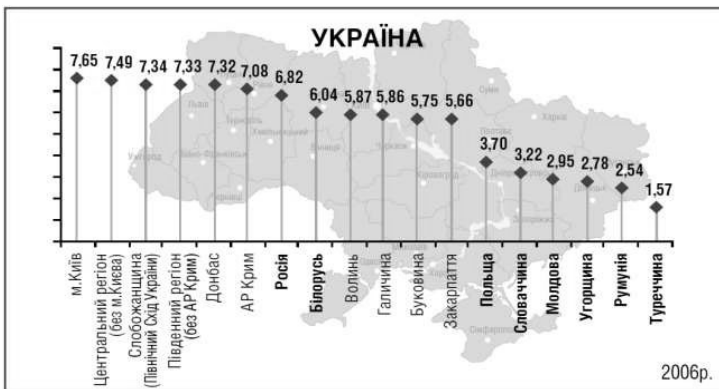 УКРАЇНА
7,65 7,49 7,34 7,33 7,32 7,08 6,82 6,04 5,87 5,86 5,75 5,66 3,70 3,22 2,95 2,78 2,54 1,57
м.Київ
Центральний регіон
(без м.Києва)
Слобожанщина
(Північний Схід України)
Південний регіон
(без АР Крим)
Донбас
АР Крим
Росія
Білорусь
Волинь
Галичина
Буковина
Закарпаття
Польща
Словаччина
Молдова
Угорщина
Румунія
Туреччина
2006р.